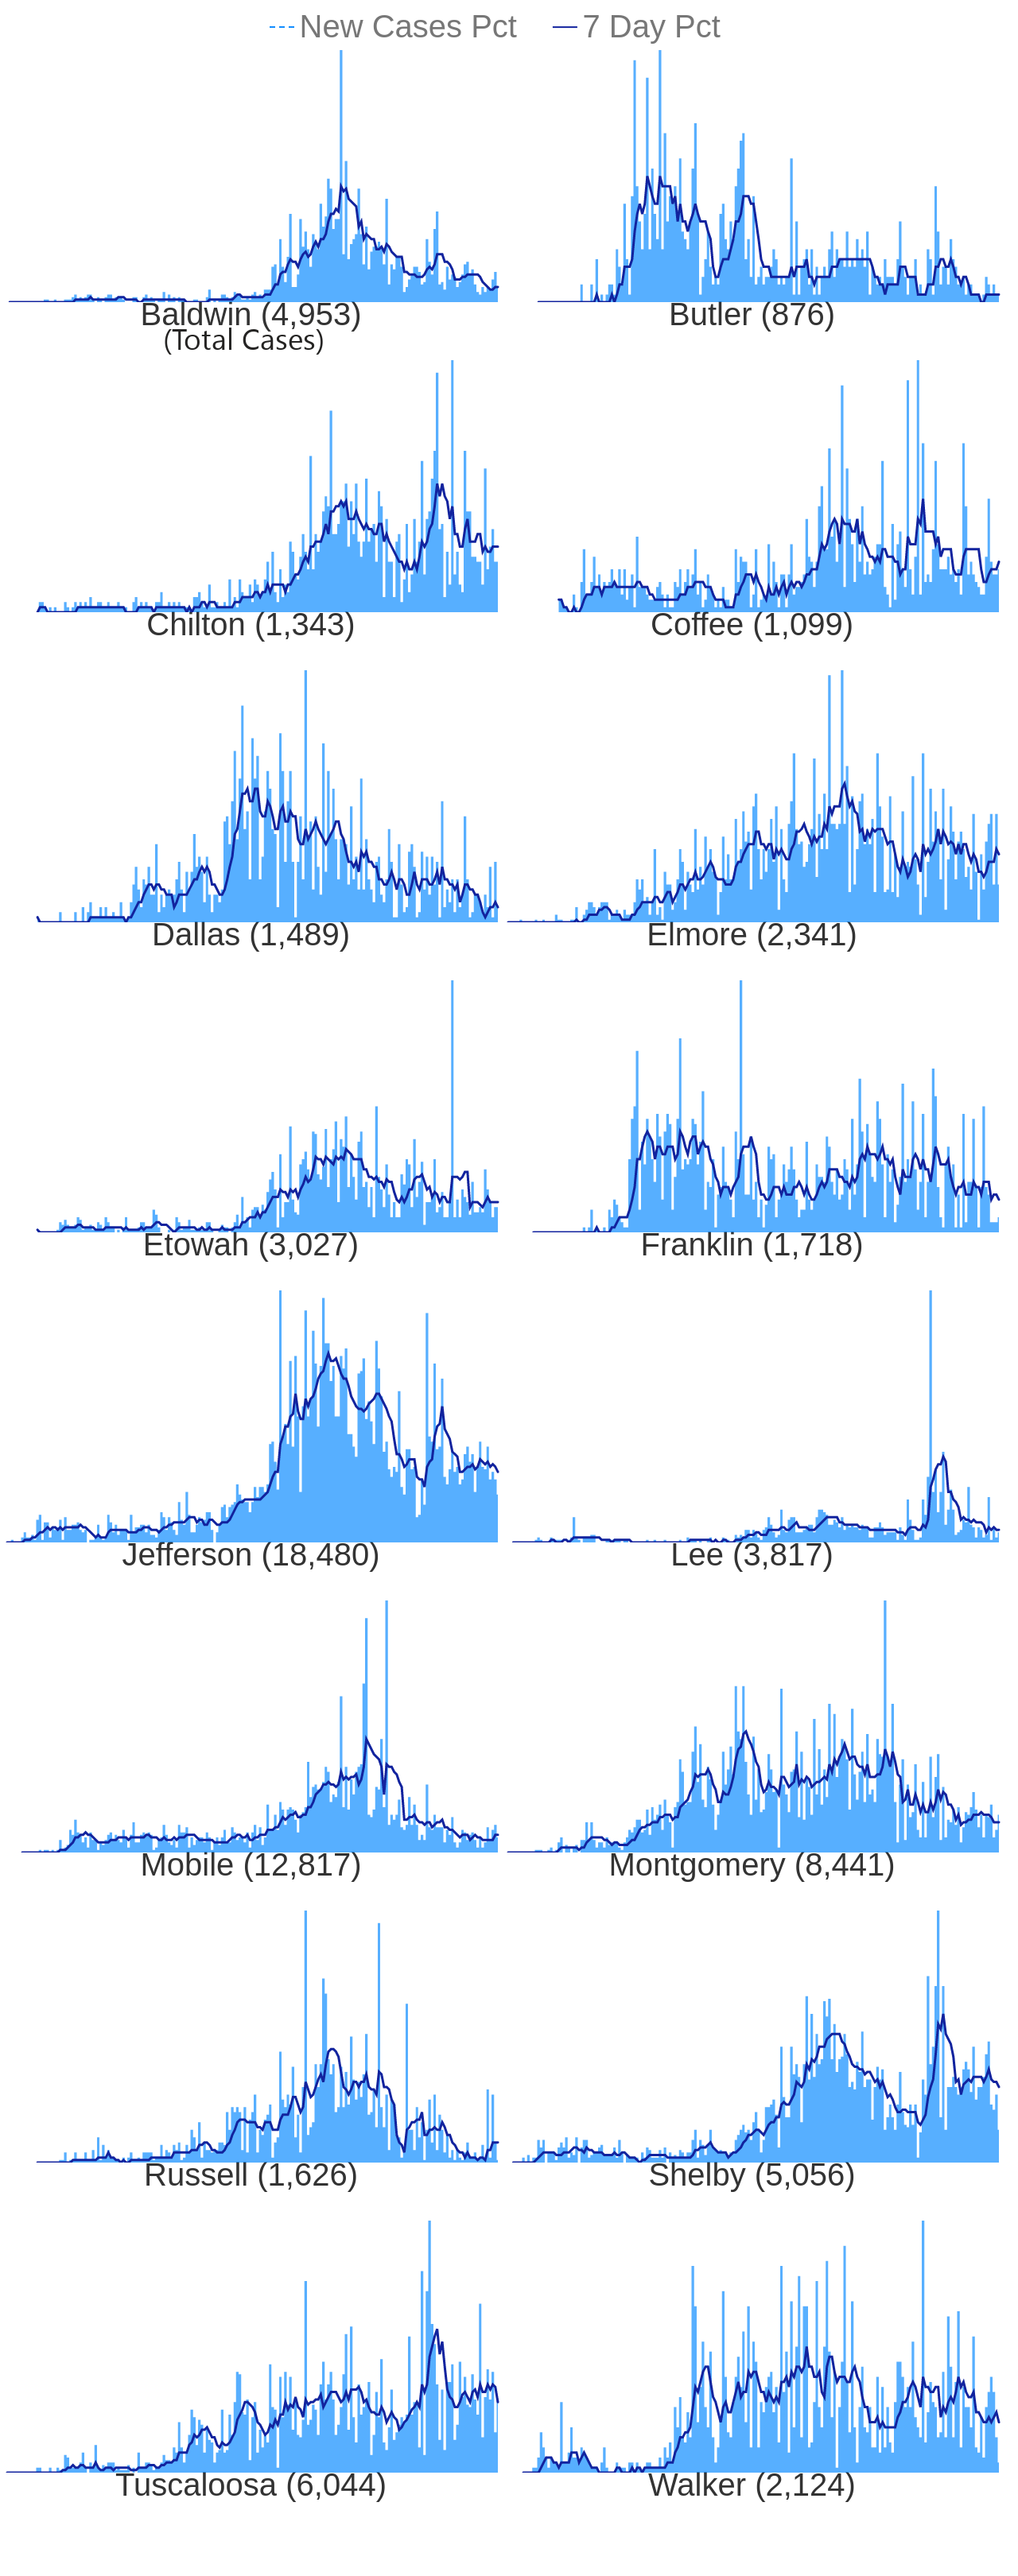 New Cases Pct 7 Day Pct
Baldwin (4,953) Butler (876)
(Total Cases)
Chilton (1,343) Coffee (1,099)
Dallas (1,489) Elmore (2,341)
Etowah (3,027) Franklin (1,718)
Jefferson (18,480) Lee (3,817)
Mobile (12,817) Montgomery (8,441)
Russell (1,626) Shelby (5,056)
Tuscaloosa (6,044) Walker (2,124)